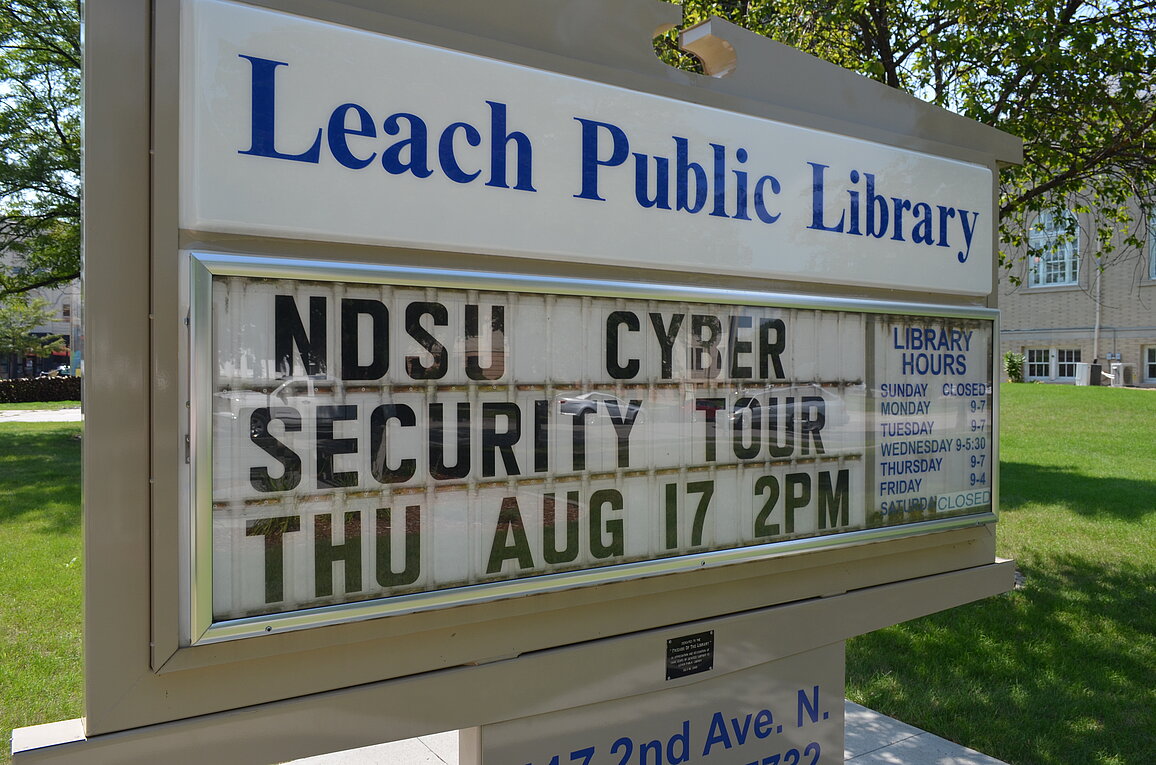 Leach Public Library
NDSU CYBER
SECURITY TOUR
THU AUG 17 2PM
LIBRARY
HOURS
SUNDAY CLOSED
MONDAY 9-7
TUESDAY 9-7
WEDNESDAY 9-5:30
THURSDAY 9-7
FRIDAY 9-4
SATURDA CLOSED
2nd Ave. N.